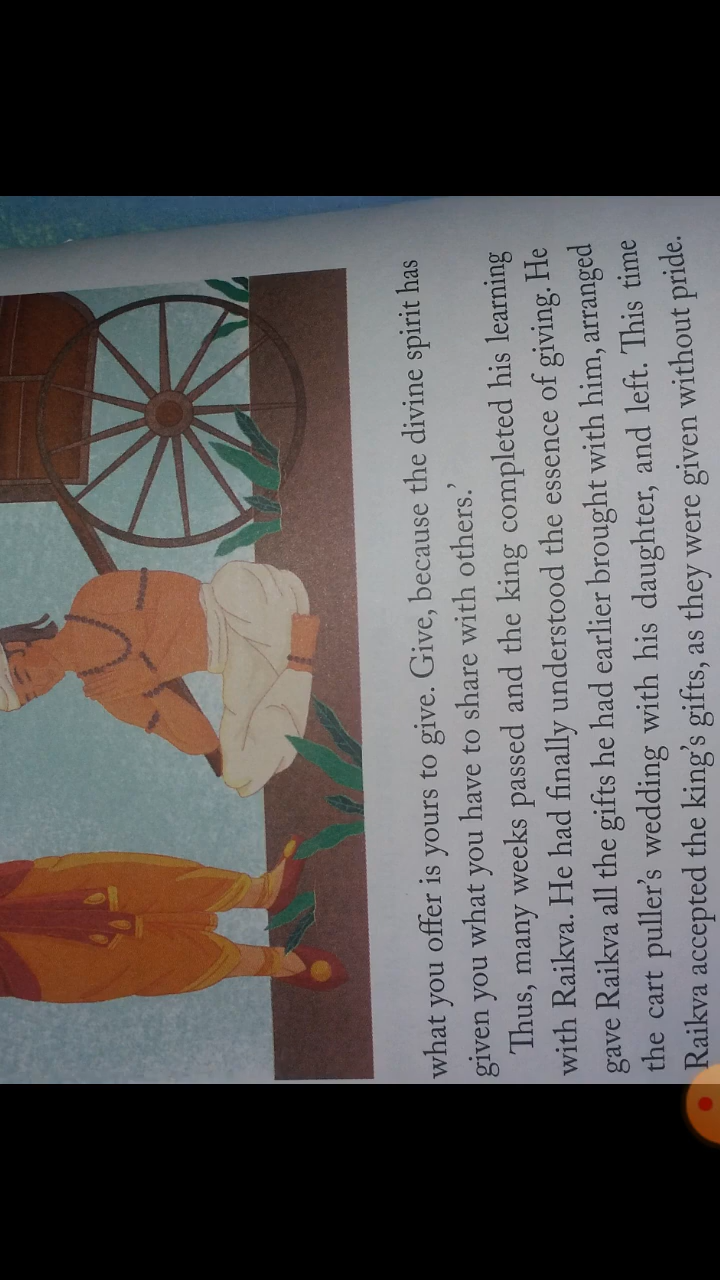 what you offer is yours to give. Give, because the divine spirit has
given you what you have to share with others.’
Thus, many weeks passed and the king completed his learning
with Raikva. He had finally understood the essence of giving. He
gave Raikva all the gifts he had earlier brought with him, arranged
the cart puller’s wedding with his daughter, and left. This time
Raikva accepted the king’s gifts, as they were given without pride.